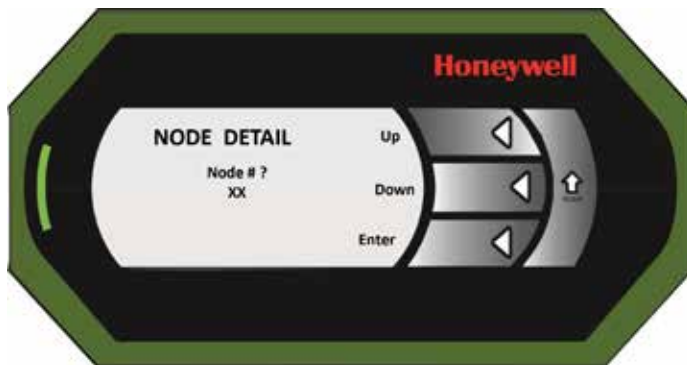 Honeywell
NODE DETAIL
Node # ?
XX
Up
Down
Enter